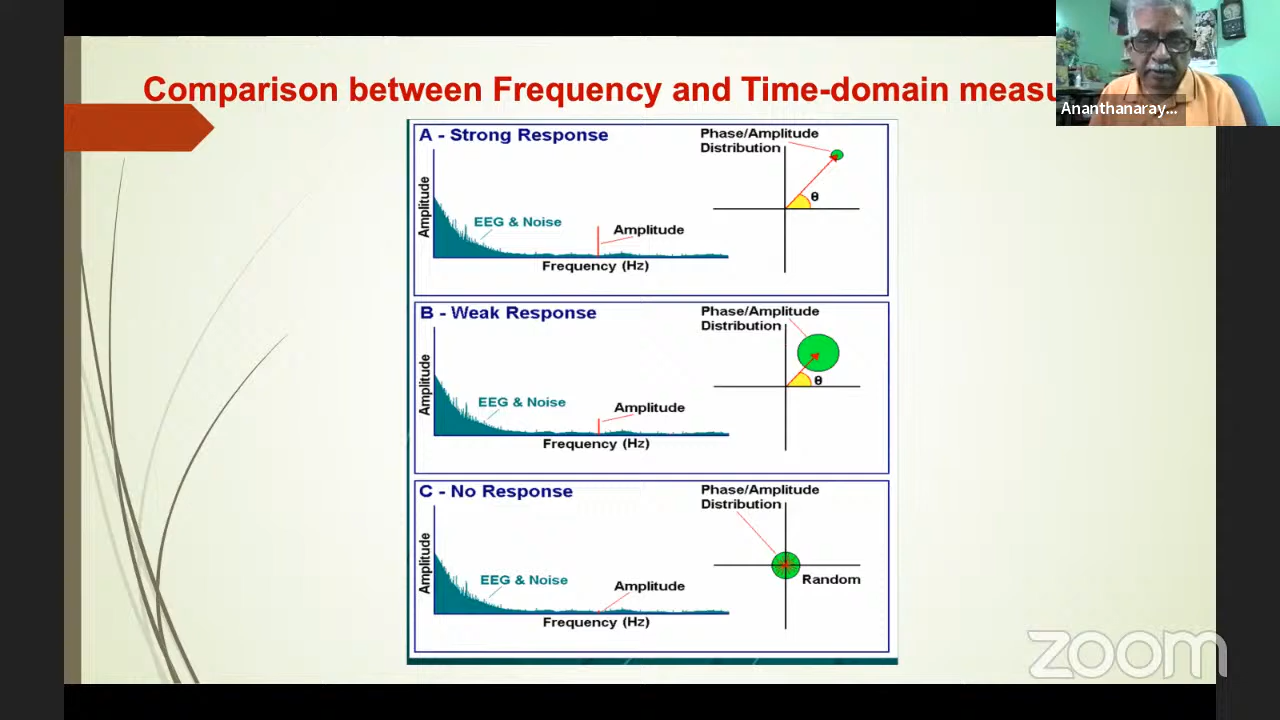 Comparison between Frequency and Time-domain
Ananthanaray...
A - Strong Response
Phase/Amplitude
Distribution
Amplitude
EEG & Noise
Amplitude
θ
Frequency (Hz)
B - Weak Response
Phase/Amplitude
Distribution
Amplitude
EEG & Noise
Amplitude
θ
Frequency (Hz)
C - No Response
Phase/Amplitude
Distribution
Amplitude
EEG & Noise
Amplitude
Random
Frequency (Hz)
zoom